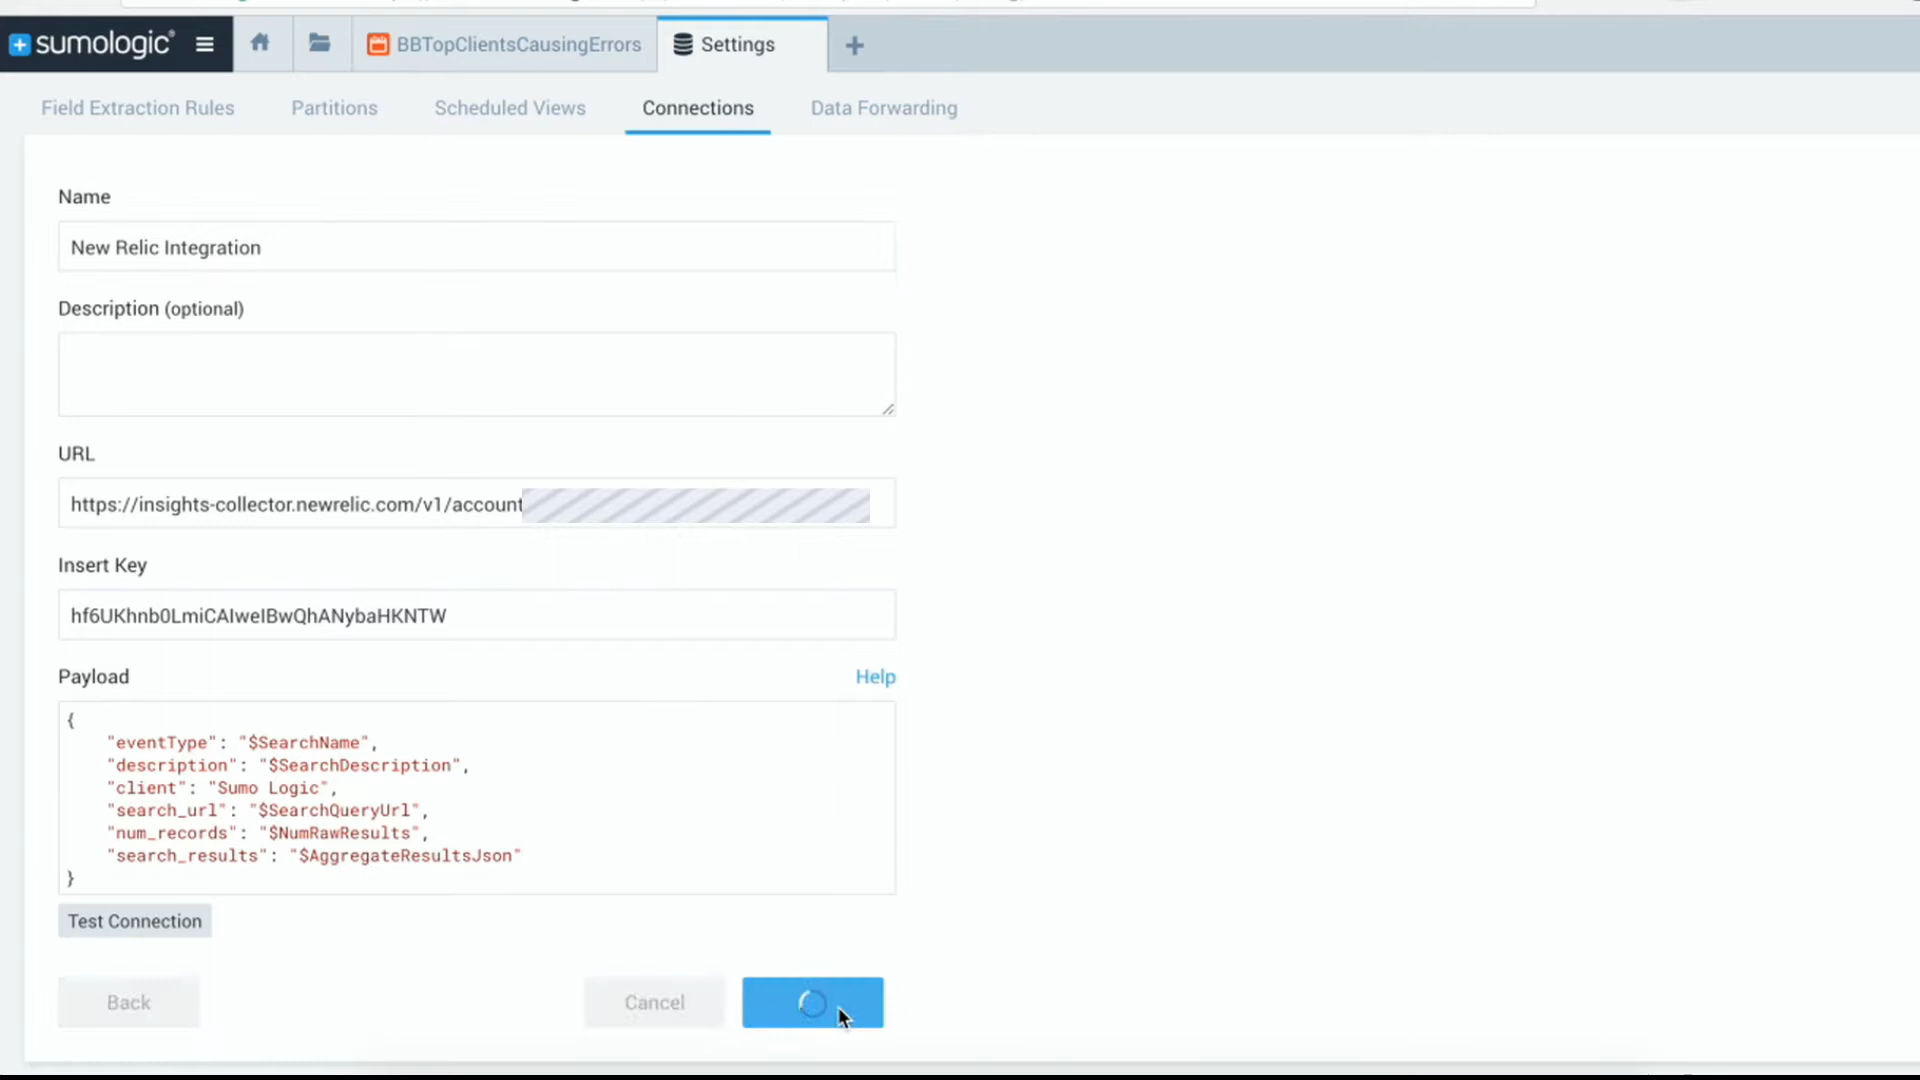 sumologic
BBTopClientsCausingErrors
Settings
Field Extraction Rules
Partitions
Scheduled Views
Connections
Data Forwarding
Name
New Relic Integration
Description (optional)
URL
https://insights-collector.newrelic.com/v1/account
Insert Key
hf6UKhnb0LmiCAIweIBwQhANybaHKNTW
Payload
Help
{
"eventType": "$SearchName",
"description": "$SearchDescription",
"client": "Sumo Logic",
"search_url": "$SearchQueryUrl",
"num_records": "$NumRawResults",
"search_results": "$AggregateResultsJson"
}
Test Connection
Back
Cancel